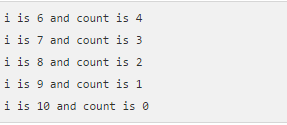 i is 6 and count is 4
i is 7 and count is 3
i is 8 and count is 2
i is 9 and count is 1
i is 10 and count is 0